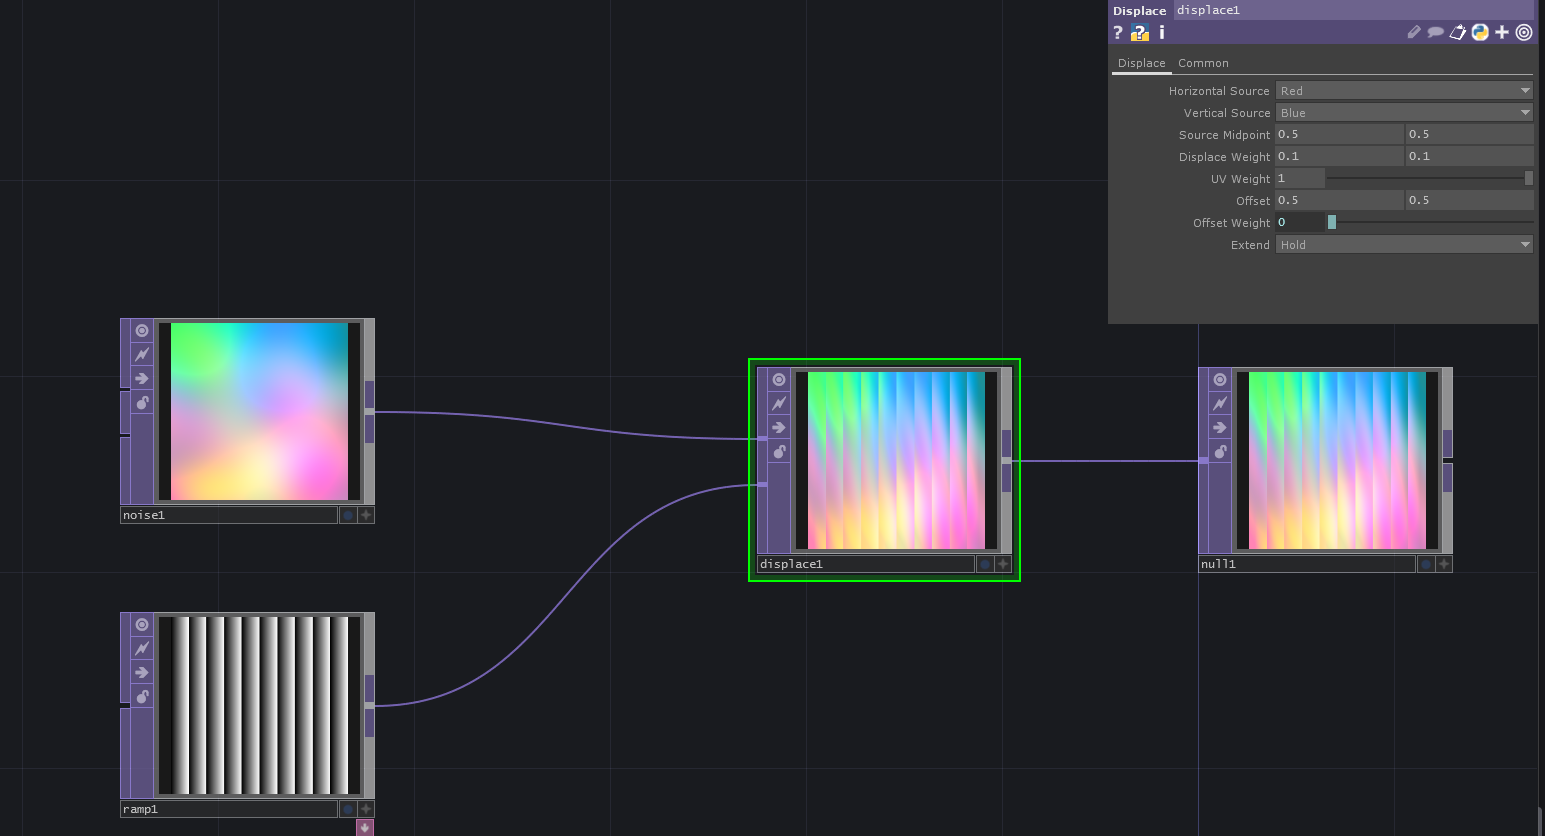 Displace displace1
? ? i
Displace Common
Horizontal Source Red
Vertical Source Blue
Source Midpoint 0.5 0.5
Displace Weight 0.1 0.1
UV Weight 1
Offset 0.5 0.5
Offset Weight 0
Extend Hold
noise1
displace1
null1
ramp1